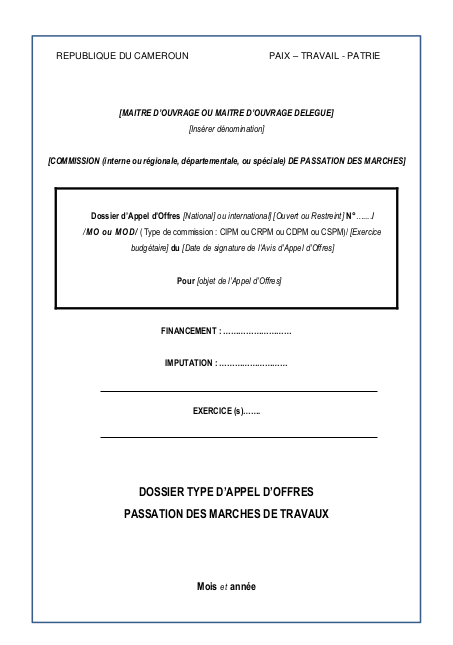 REPUBLIQUE DU CAMEROUN PAIX – TRAVAIL - PATRIE
[MAITRE D'OUVRAGE OU MAITRE D'OUVRAGE DELEGUE]
[Insérer dénomination]
[COMMISSION (interne ou régionale, départementale, ou spéciale) DE PASSATION DES MARCHES]
Dossier d'Appel d'Offres [National] ou international] [Ouvert ou Restreint] N°……/
/MO ou MOD/ ( Type de commission : CIPM ou CRPM ou CDPM ou CSPM)/ [Exercice
budgétaire] du [Date de signature de l'Avis d'Appel d'Offres]
Pour [objet de l'Appel d'Offres]
FINANCEMENT : ……………………
IMPUTATION : ……………………
EXERCICE (s)…….
DOSSIER TYPE D'APPEL D'OFFRES
PASSATION DES MARCHES DE TRAVAUX
Mois et année